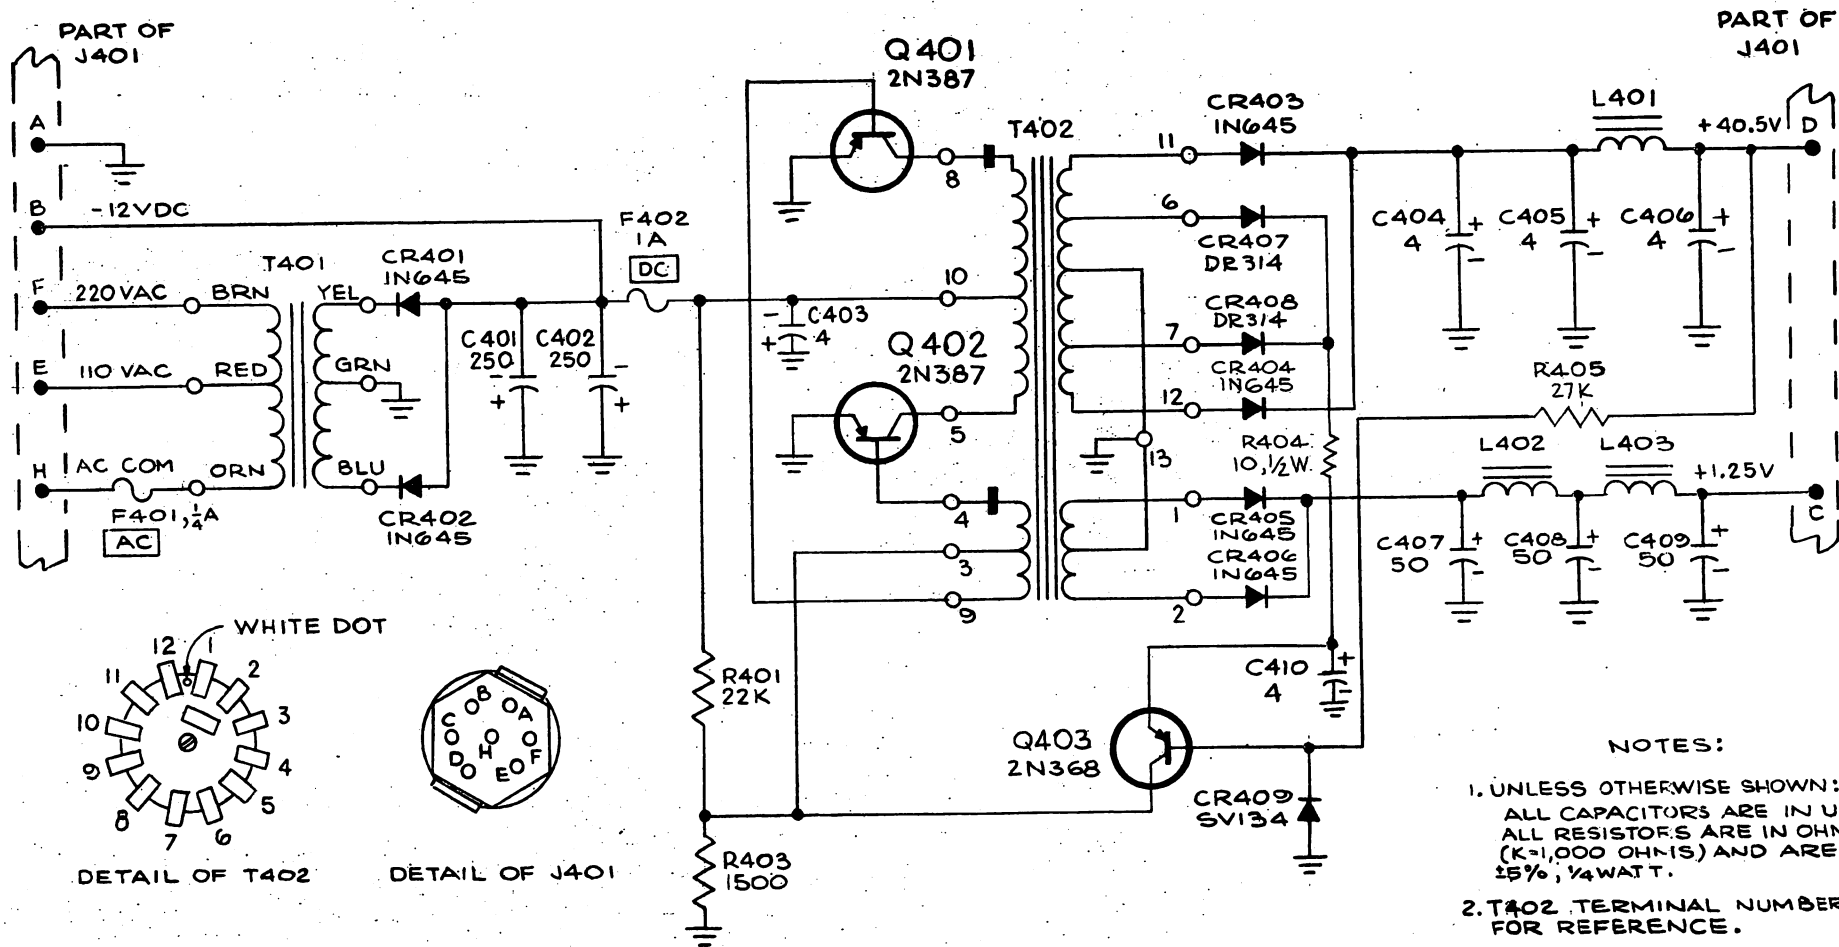 PART OF
J401
A
B
-12VDC
F
220VAC
BRN
E
110 VAC
RED
H
AC COM
ORN
F401, 1/4A
AC
T401
YEL
GRN
BLU
CR401
1N645
CR402
1N645
C401
250
-
+
C402
250
-
+
F402
1A
DC
-
+
C403
4
Q401
2N387
8
10
Q402
2N387
5
4
3
9
T402
11
6
7
12
13
1
2
CR403
1N645
CR407
DR314
CR408
DR314
CR404
1N645
R404
10, 1/2W.
CR405
1N645
CR406
1N645
C404
4
+
-
C405
4
+
-
C406
4
+
-
L401
+40.5V
PART OF
J401
D
R405
27K
L402
L403
+1.25V
C
C407
50
+
-
C408
50
+
-
C409
50
+
-
C410
4
+
-
R401
22K
R403
1500
Q403
2N368
CR409
SV134
WHITE DOT
12
1
2
3
4
5
6
7
8
9
10
11
DETAIL OF T402
B
A
C
H
F
D
E
DETAIL OF J401
NOTES:
1. UNLESS OTHERWISE SHOWN:
ALL CAPACITORS ARE IN
ALL RESISTORS ARE IN
(K=1,000 OHMS) AND ARE
±5%, 1/4 WATT.
2. T402 TERMINAL NUMBER
FOR REFERENCE.